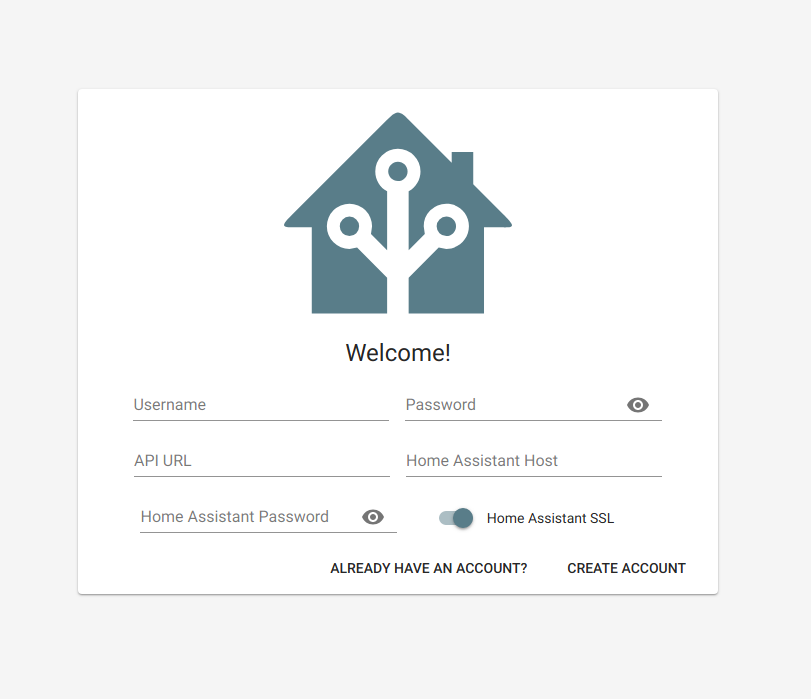 Welcome!
Username
Password
API URL
Home Assistant Host
Home Assistant Password
Home Assistant SSL
ALREADY HAVE AN ACCOUNT?
CREATE ACCOUNT